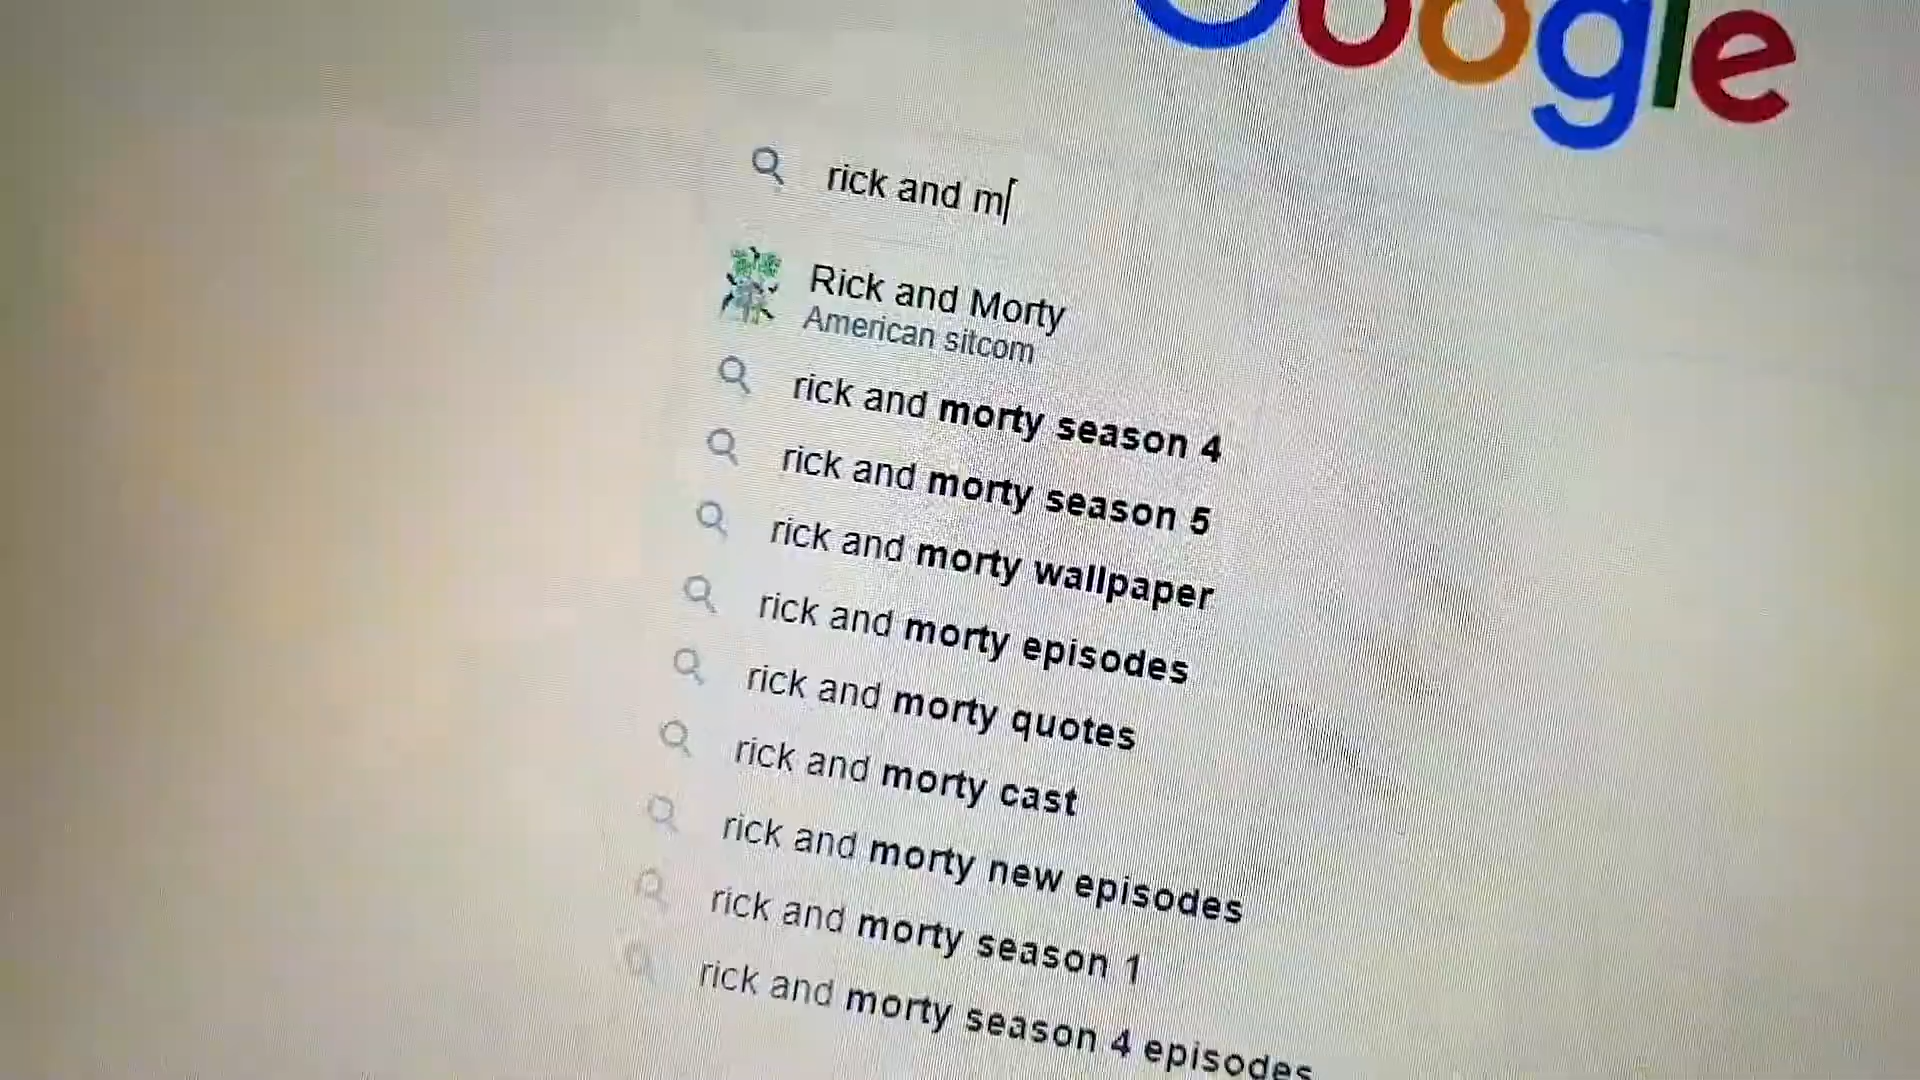 Google
rick and m
Rick and Morty
American sitcom
rick and morty season 4
rick and morty season 5
rick and morty wallpaper
rick and morty episodes
rick and morty quotes
rick and morty cast
rick and morty new episodes
rick and morty season 1
rick and morty season 4 episodes